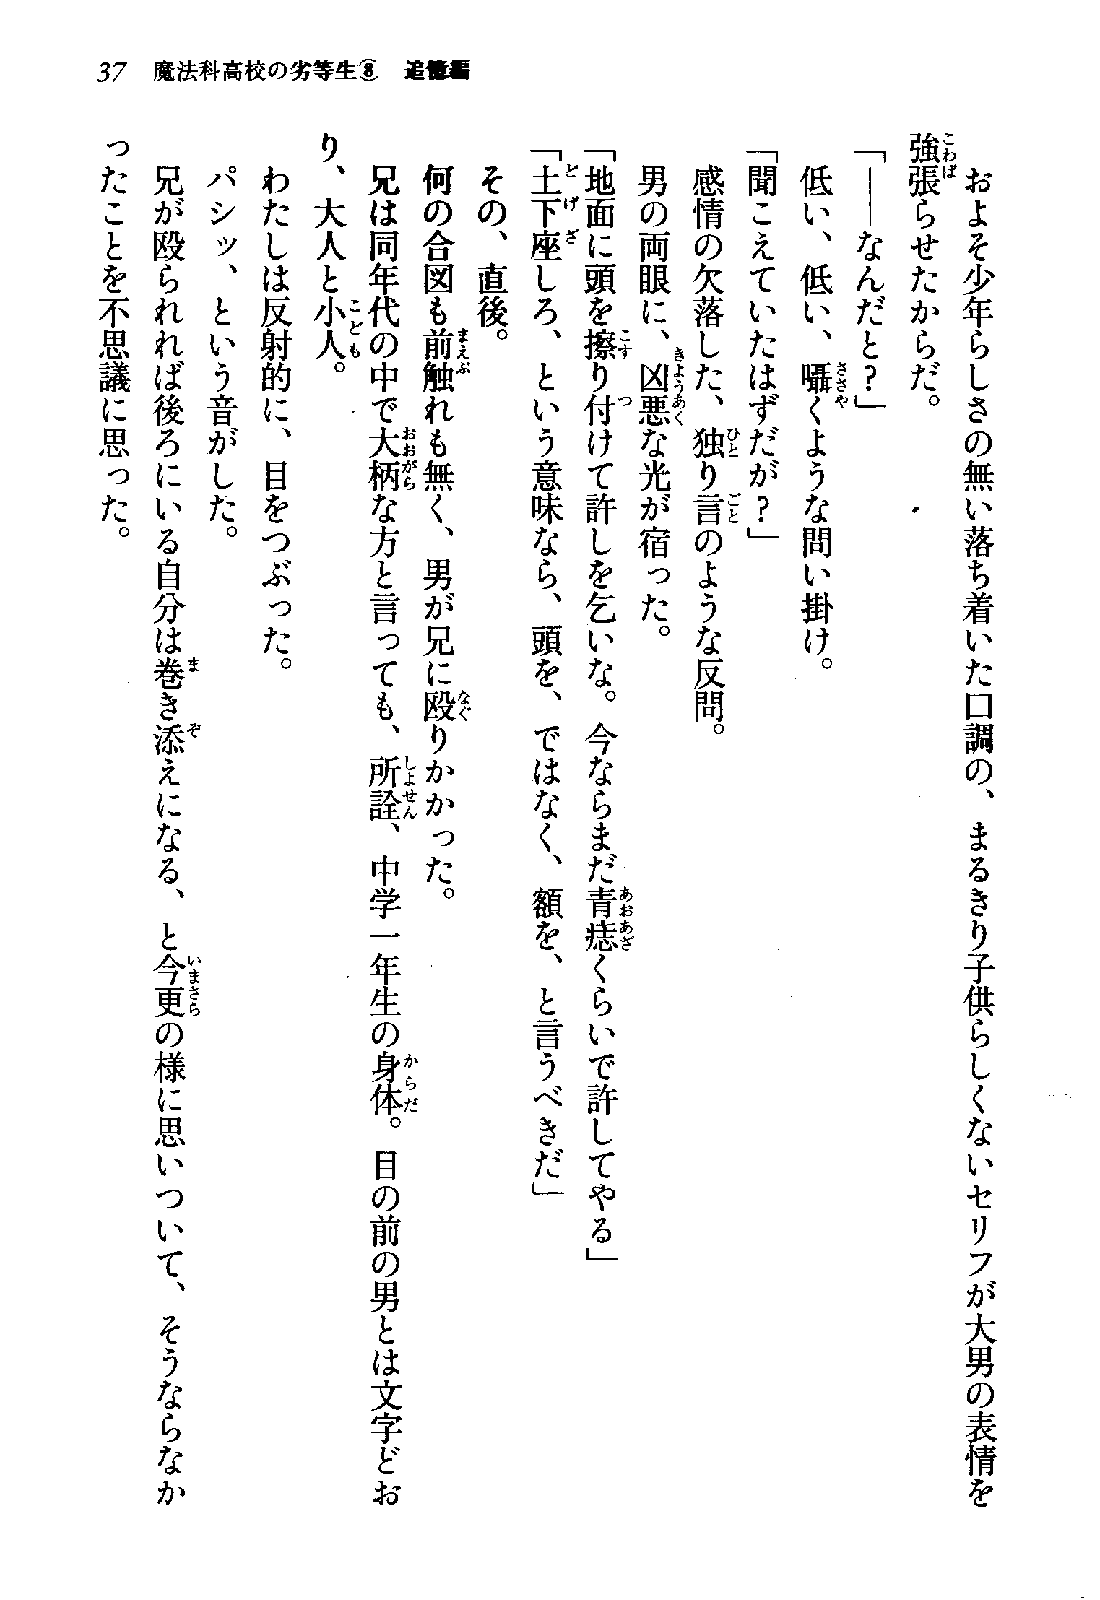 37 魔法科高校の劣等生⑧ 追憶編
およそ少年らしさの無い落ち着いた口調の、まるきり子供らしくないセリフが大男の表情を
強張らせたからだ。
「――なんだと?」
低い、低い、囁くような問い掛け。
「聞こえていたはずだが?」
感情の欠落した、独り言のような反問。
男の両眼に、凶悪な光が宿った。
「地面に頭を擦り付けて許しを乞いな。今ならまだ青痣くらいで許してやる」
「土下座しろ、という意味なら、頭を、ではなく、額を、と言うべきだ」
その、直後。
何の合図も前触れも無く、男が兄に殴りかかった。
兄は同年代の中で大柄な方と言っても、所詮、中学一年生の身体。目の前の男とは文字どお
り、大人と小人。
わたしは反射的に、目をつぶった。
パシッ、という音がした。
兄が殴られれば後ろにいる自分は巻き添えになる、と今更の様に思いついて、そうならなか
ったことを不思議に思った。